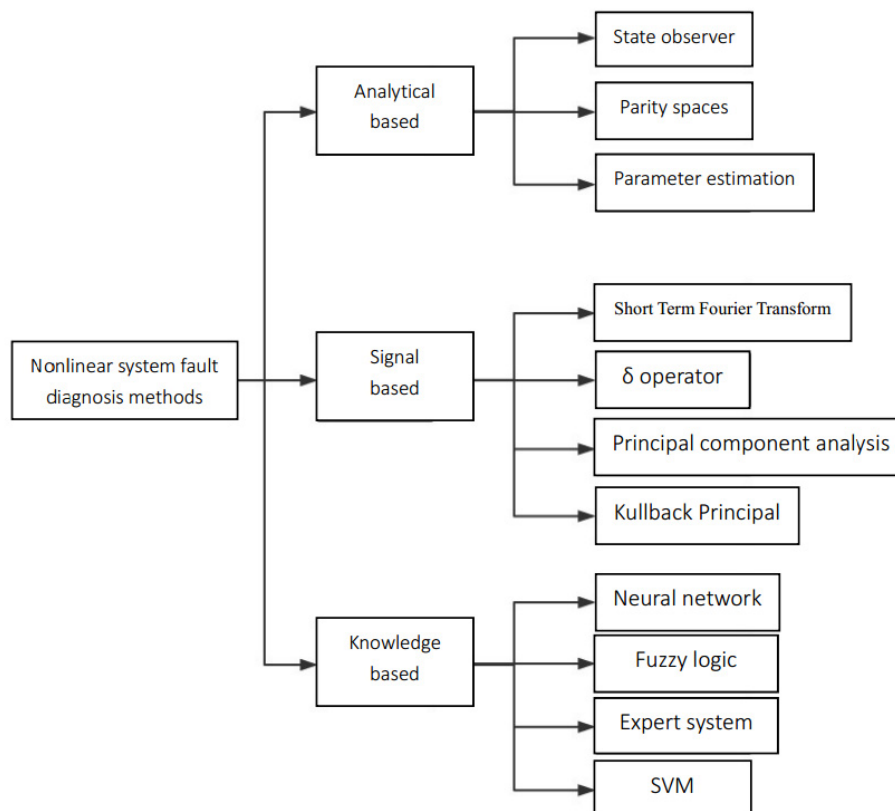 Nonlinear system fault
diagnosis methods
Analytical
based
State observer
Parity spaces
Parameter estimation
Signal
based
Short Term Fourier Transform
δ operator
Principal component analysis
Kullback Principal
Knowledge
based
Neural network
Fuzzy logic
Expert system
SVM